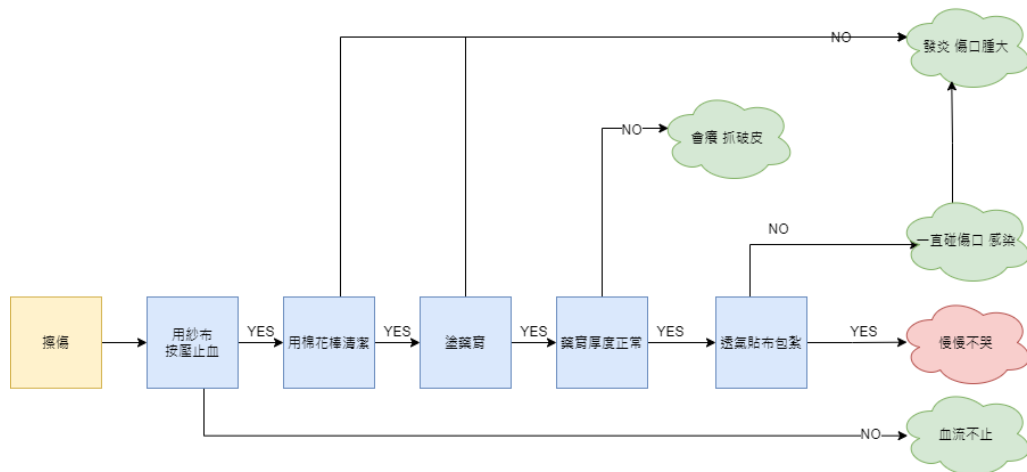 NO
發炎 傷口腫大
NO
會癢 抓破皮
NO
一直碰傷口 感染
擦傷
用紗布
按壓止血
YES
用棉花棒清潔
YES
塗藥膏
YES
藥膏厚度正常
YES
透氣貼布包紮
YES
慢慢不哭
NO
血流不止